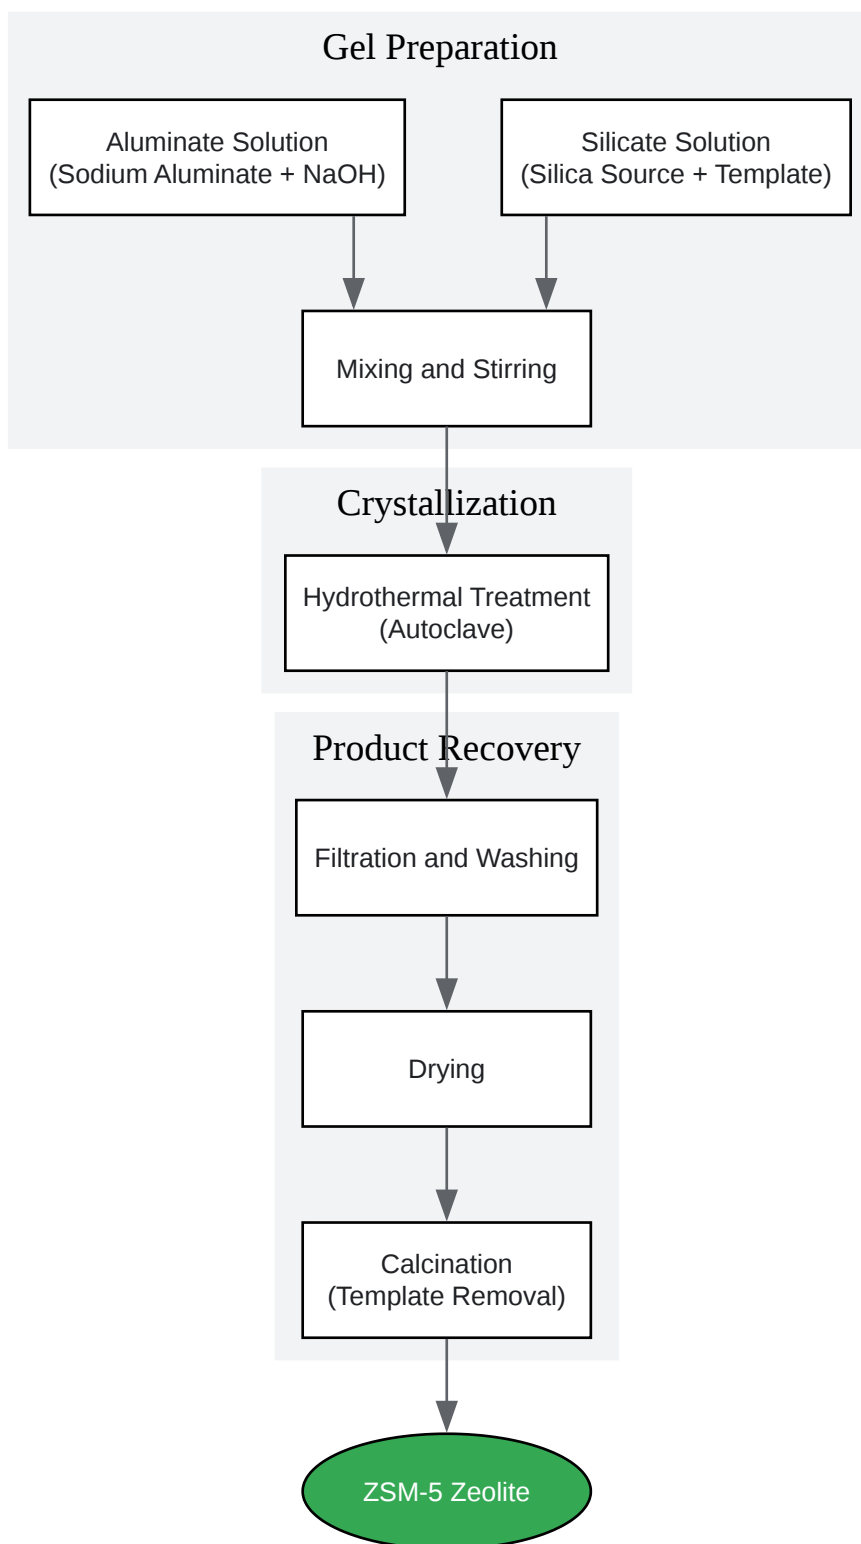 Gel Preparation
Aluminate Solution
(Sodium Aluminate + NaOH)
Silicate Solution
(Silica Source + Template)
Mixing and Stirring
Crystallization
Hydrothermal Treatment
(Autoclave)
Product Recovery
Filtration and Washing
Drying
Calcination
(Template Removal)
ZSM-5 Zeolite